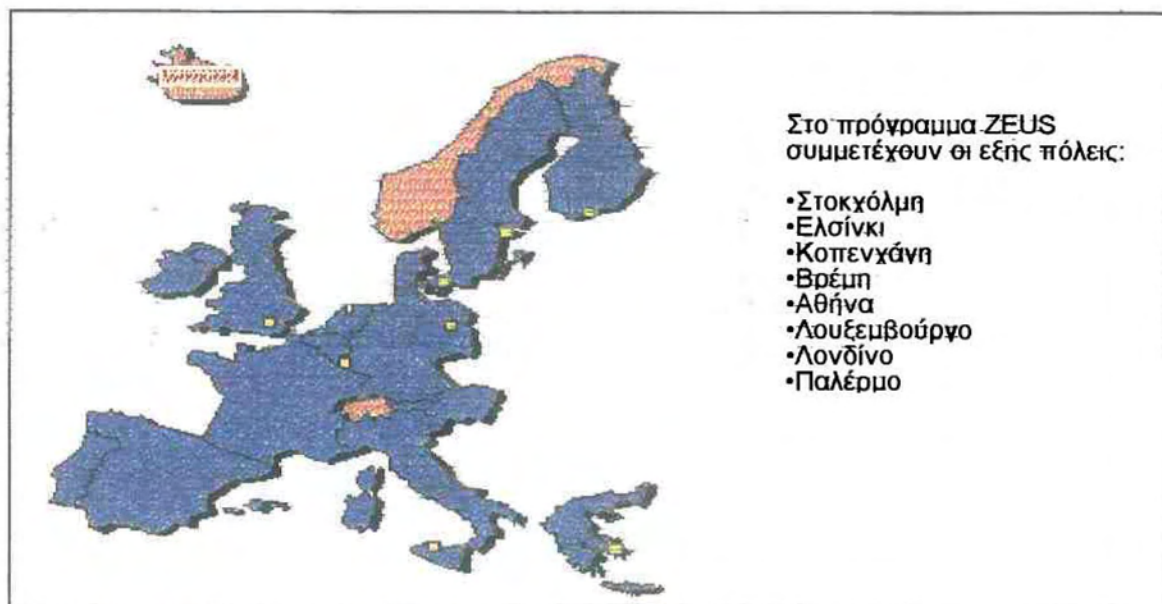 Στο πρόγραμμα ZEUS
συμμετέχουν οι εξής πόλεις:
•Στοκχόλμη
•Ελσίνκι
•Κοπενχάγη
•Βρέμη
•Αθήνα
•Λουξεμβούργο
•Λονδίνο
•Παλέρμο